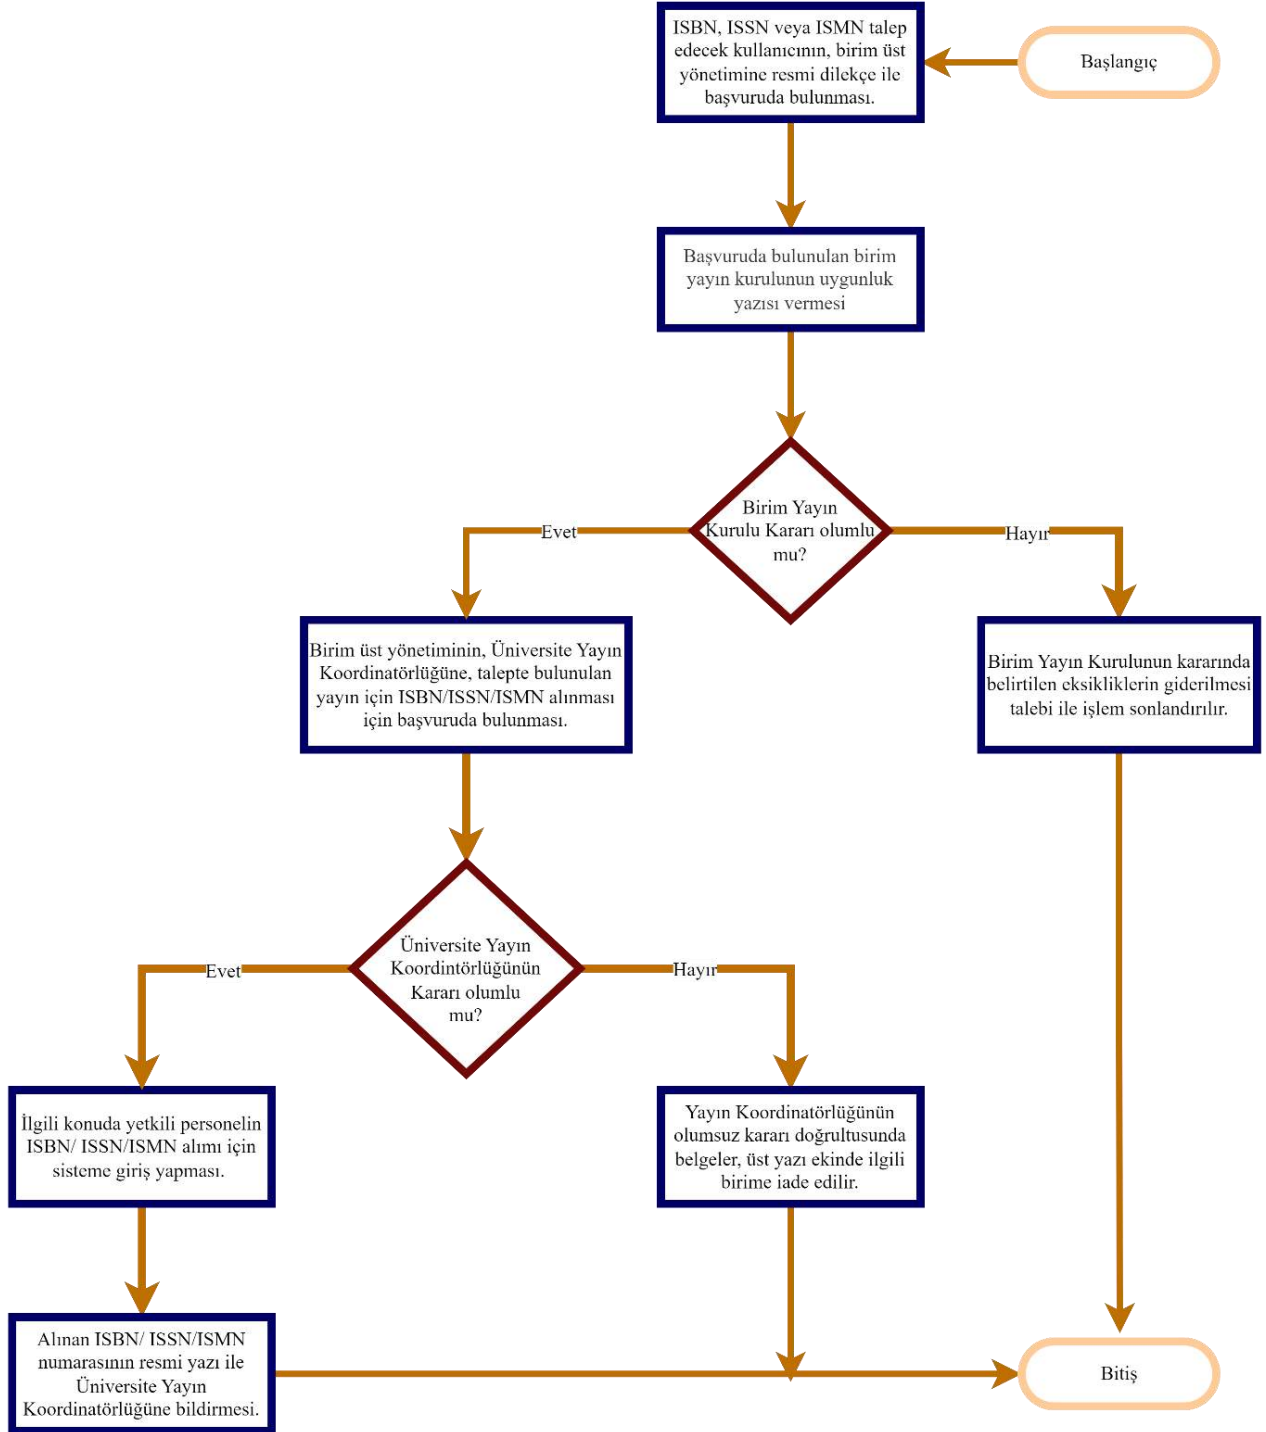 ISBN, ISSN veya ISMN talep
edecek kullanıcının, birim üst
yönetimine resmi dilekçe ile
başvuruda bulunması.
Başlangıç
Başvuruda bulunulan birim
yayın kurulunun uygunluk
yazısı vermesi
Birim Yayın
Kurulu Kararı olumlu
mu?
Evet
Hayır
Birim üst yönetiminin, Üniversite Yayın
Koordinatörlüğüne, talepte bulunulan
yayın için ISBN/ISSN/ISMN alınması
için başvuruda bulunması.
Birim Yayın Kurulunun kararında
belirtilen eksikliklerin giderilmesi
talebi ile işlem sonlandırılır.
Üniversite Yayın
Koordintörlüğünün
Kararı olumlu
mu?
Evet
Hayır
İlgili konuda yetkili personelin
ISBN/ ISSN/ISMN alımı için
sisteme giriş yapması.
Yayın Koordinatörlüğünün
olumsuz kararı doğrultusunda
belgeler, üst yazı ekinde ilgili
birime iade edilir.
Alınan ISBN/ ISSN/ISMN
numarasının resmi yazı ile
Üniversite Yayın
Koordinatörlüğüne bildirmesi.
Bitiş